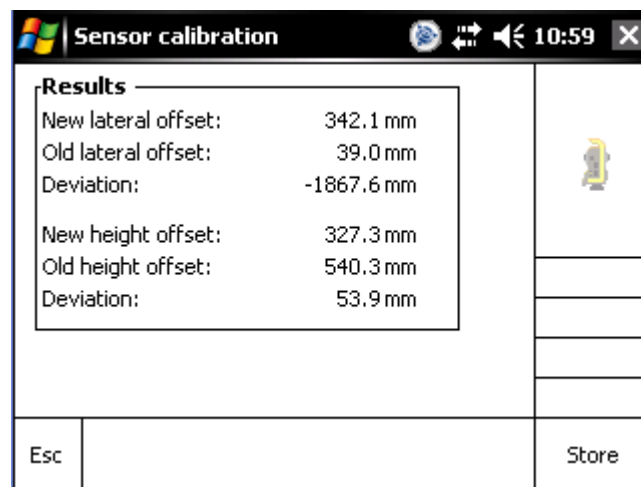 Sensor calibration 10:59
Results
New lateral offset: 342.1 mm
Old lateral offset: 39.0 mm
Deviation: -1867.6 mm
New height offset: 327.3 mm
Old height offset: 540.3 mm
Deviation: 53.9 mm
Esc Store